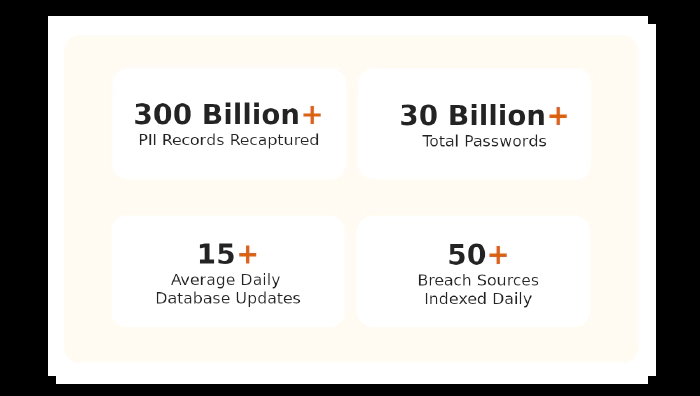 300 Billion+
PII Records Recaptured
30 Billion+
Total Passwords
15+
Average Daily
Database Updates
50+
Breach Sources
Indexed Daily